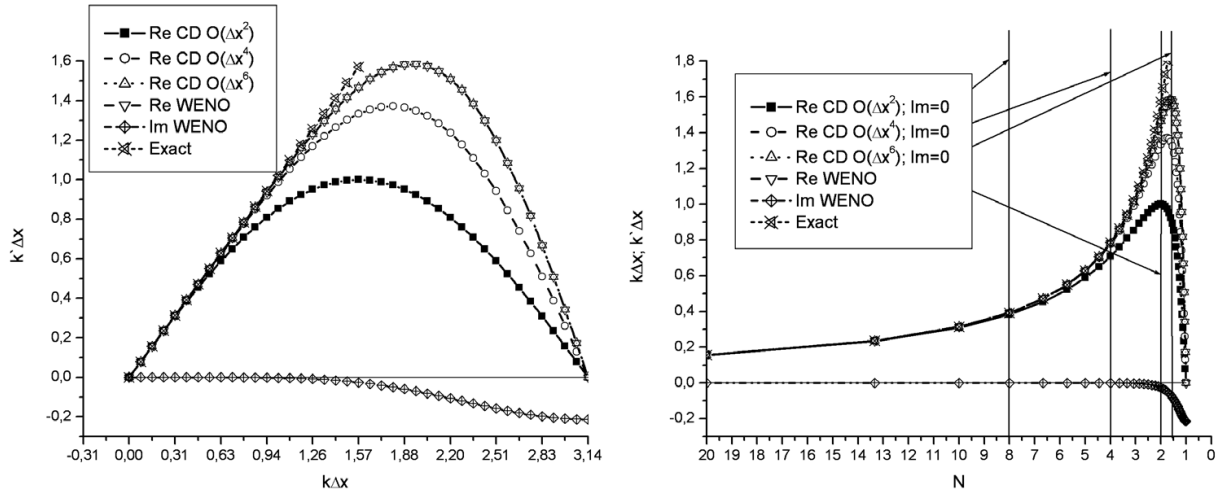 Re CD O(Δx²)
Re CD O(Δx⁴)
Re CD O(Δx⁶)
Re WENO
Im WENO
Exact
1,6
1,4
1,2
1,0
0,8
0,6
0,4
0,2
0,0
-0,2
k`Δx
-0,31 0,00 0,31 0,63 0,94 1,26 1,57 1,88 2,20 2,51 2,83 3,14
kΔx
Re CD O(Δx²); Im=0
Re CD O(Δx⁴); Im=0
Re CD O(Δx⁶); Im=0
Re WENO
Im WENO
Exact
1,8
1,6
1,4
1,2
1,0
0,8
0,6
0,4
0,2
0,0
-0,2
kΔx; k`Δx
20 19 18 17 16 15 14 13 12 11 10 9 8 7 6 5 4 3 2 1 0
N